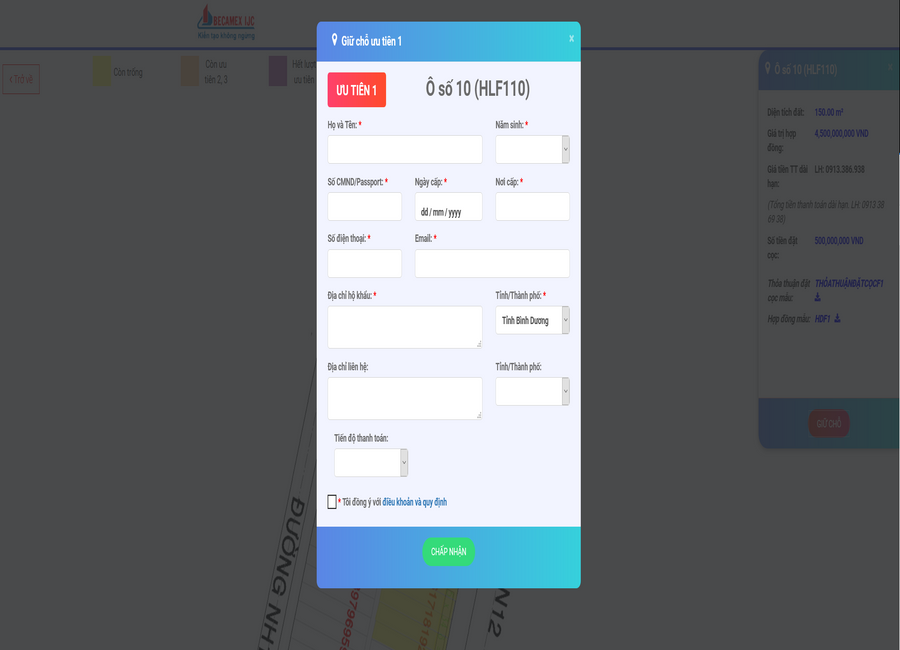 BECAMEX IJC
Kiến tạo không ngừng
Trở về
Còn trống
Còn ưu
tiên 2, 3
Hết lượt
ưu tiên
Giữ chỗ ưu tiên 1
x
ƯU TIÊN 1
Ô số 10 (HLF110)
Họ và Tên: *
Năm sinh: *
Số CMND/Passport: *
Ngày cấp: *
Nơi cấp: *
dd / mm / yyyy
Số điện thoại: *
Email: *
Địa chỉ hộ khẩu: *
Tỉnh/Thành phố: *
Tỉnh Bình Dương
Địa chỉ liên hệ:
Tỉnh/Thành phố:
Tiến độ thanh toán:
* Tôi đồng ý với điều khoản và quy định
CHẤP NHẬN
Ô số 10 (HLF110)
x
Diện tích đất: 150.00 m²
Giá trị hợp 4,500,000,000 VND
đồng:
Giá tiền TT dài LH: 0913.386.938
hạn:
(Tổng tiền thanh toán dài hạn. LH: 0913.38
69 38)
Số tiền đặt 500,000,000 VND
cọc:
Thỏa thuận đặt THỎATHUẬNĐẶTCỌCF1
cọc mẫu:
Hợp đồng mẫu: HDF1
GIỮ CHỖ
ĐƯỜNG NH
N12